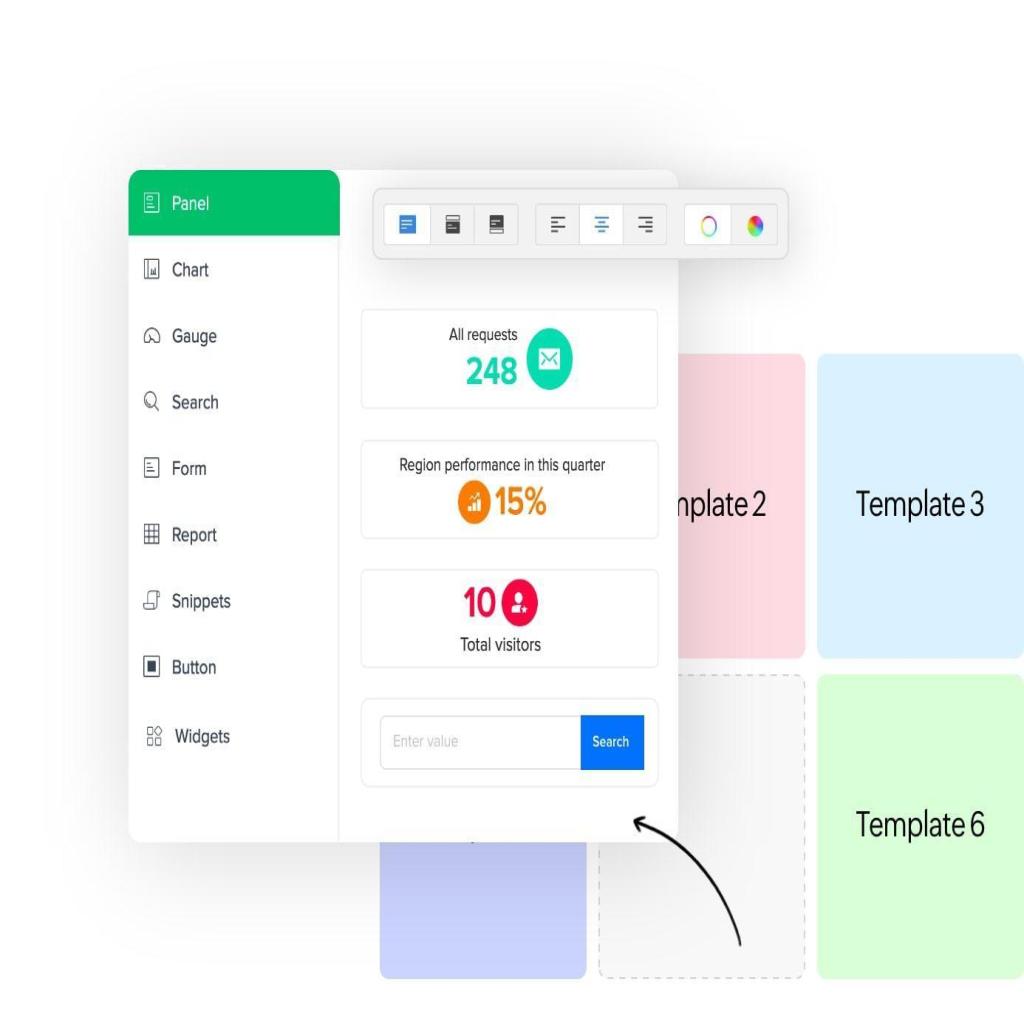 Panel
Chart
Gauge
Search
Form
Report
Snippets
Button
Widgets
All requests
248
Region performance in this quarter
15%
10
Total visitors
Enter value
Search
mplate 2
Template 3
Template 6